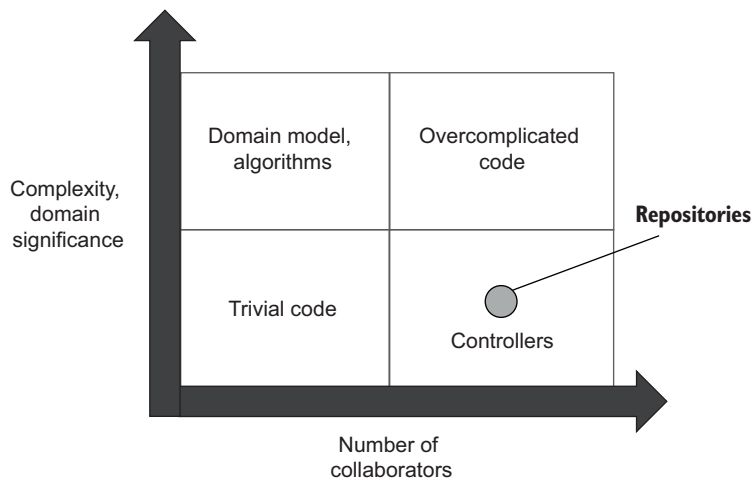 Domain model,
algorithms
Overcomplicated
code
Complexity,
domain
significance
Repositories
Trivial code
Controllers
Number of
collaborators